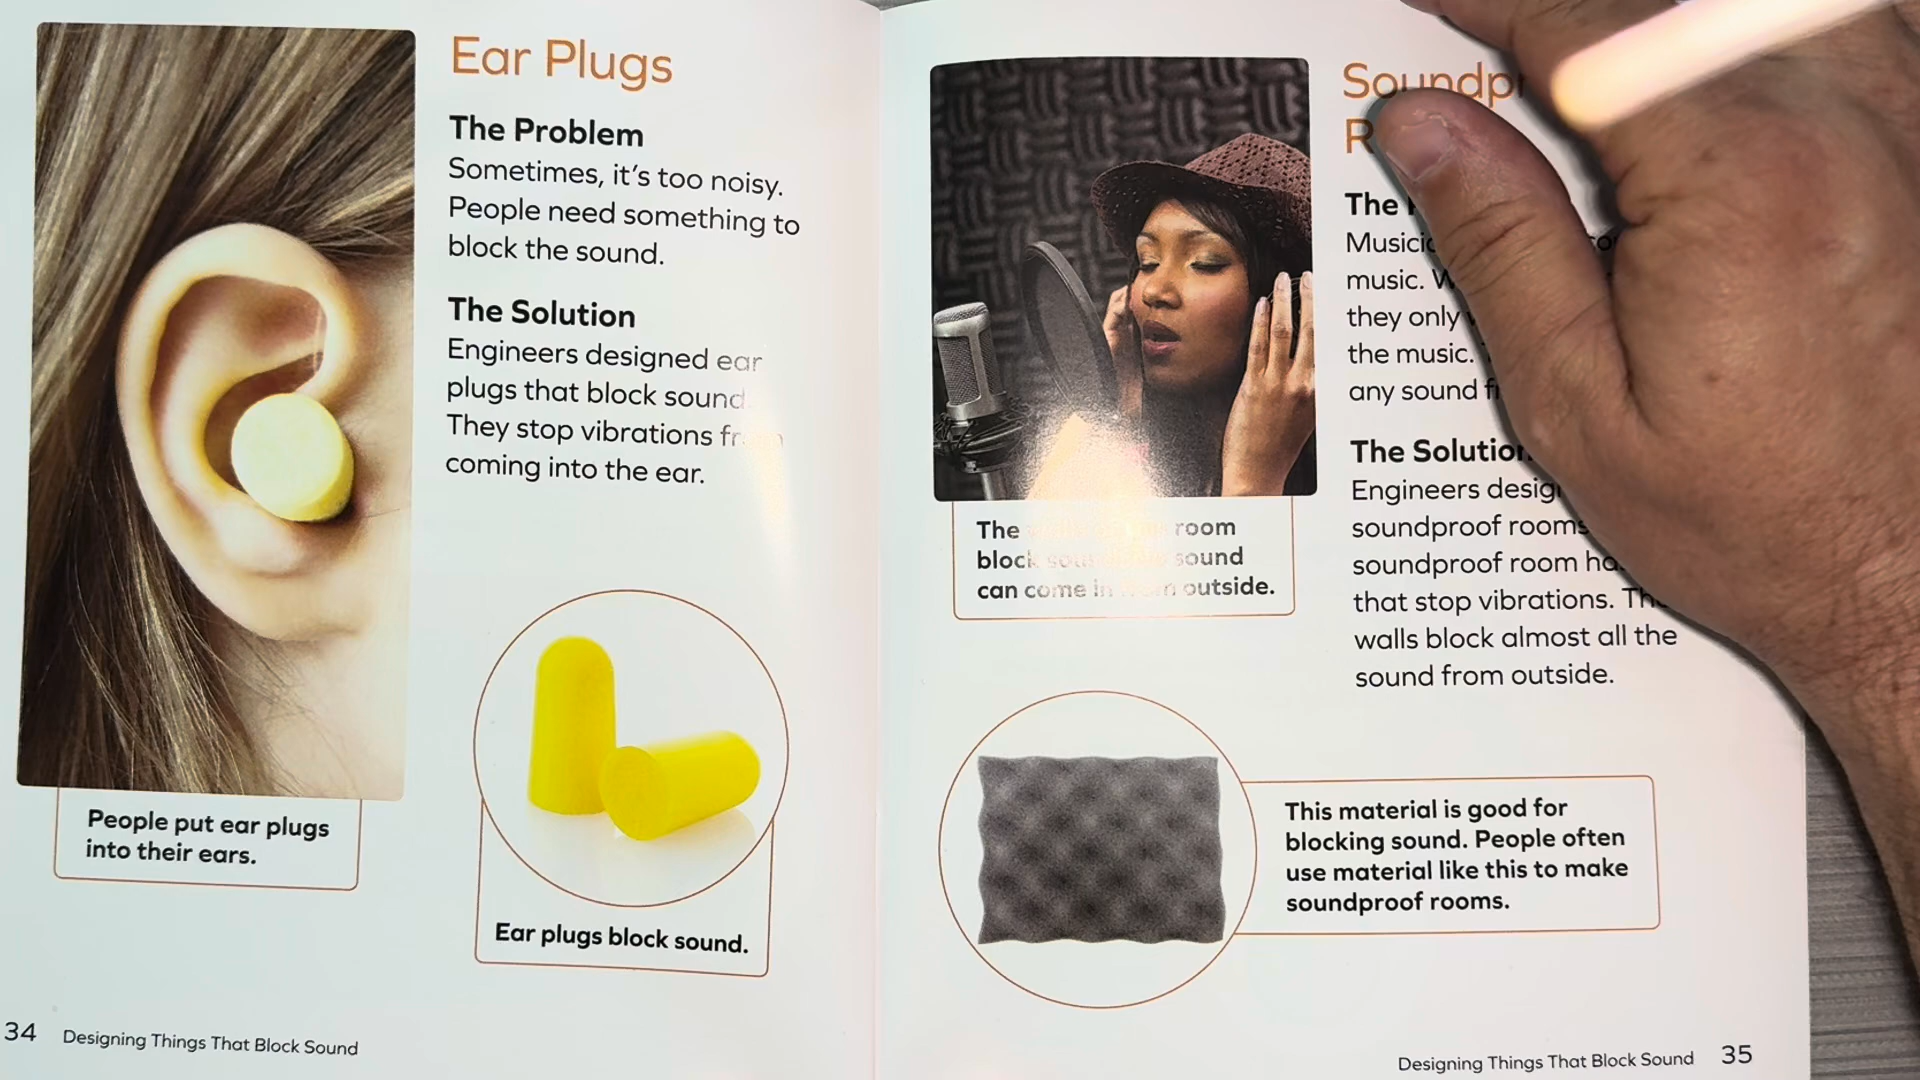 Ear Plugs
The Problem
Sometimes, it's too noisy.
People need something to
block the sound.
The Solution
Engineers designed ear
plugs that block sound
They stop vibrations
coming into the ear.
People put ear plugs
into their ears.
Ear plugs block sound.
34 Designing Things That Block Sound
The
The room
block sound
can come in outside.
music.
they only
the music.
any sound
The Solution
Engineers
soundproof rooms
soundproof room
that stop vibrations.
walls block almost all the
sound from outside.
This material is good for
blocking sound. People often
use material like this to make
soundproof rooms.
Designing Things That Block Sound 35